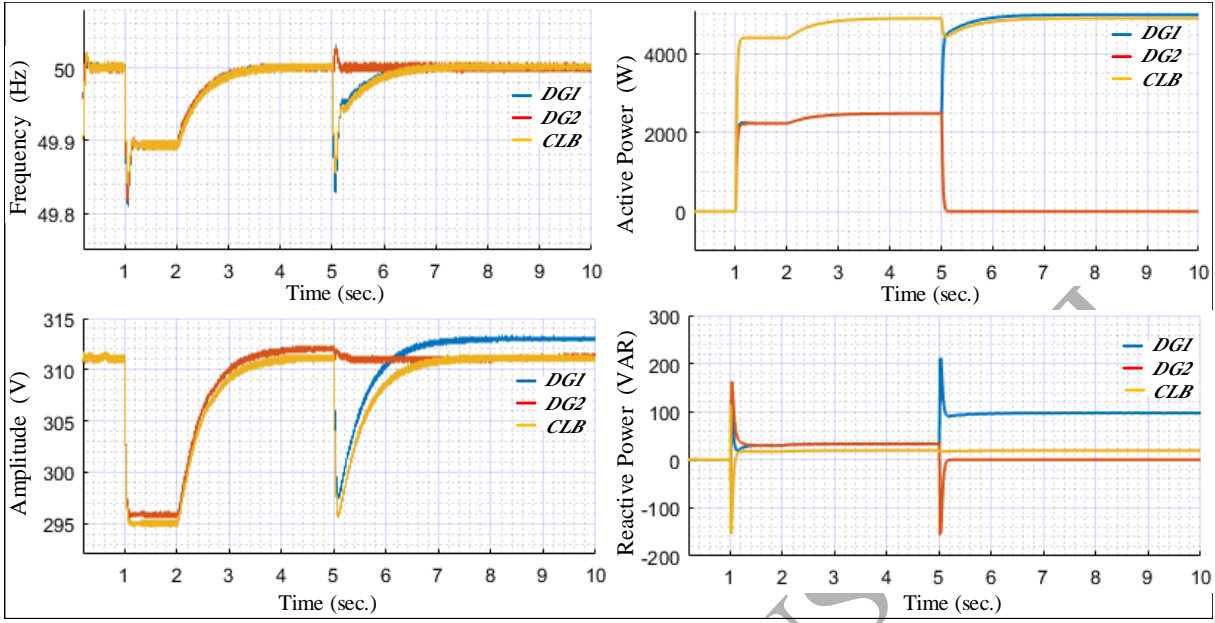 Frequency (Hz)
50
49.9
49.8
DG1
DG2
CLB
1 2 3 4 5 6 7 8 9 10
Time (sec.)
Active Power (W)
4000
2000
0
DG1
DG2
CLB
1 2 3 4 5 6 7 8 9 10
Time (sec.)
Amplitude (V)
315
310
305
300
295
DG1
DG2
CLB
1 2 3 4 5 6 7 8 9 10
Time (sec.)
Reactive Power (VAR)
300
200
100
0
-100
-200
DG1
DG2
CLB
1 2 3 4 5 6 7 8 9 10
Time (sec.)